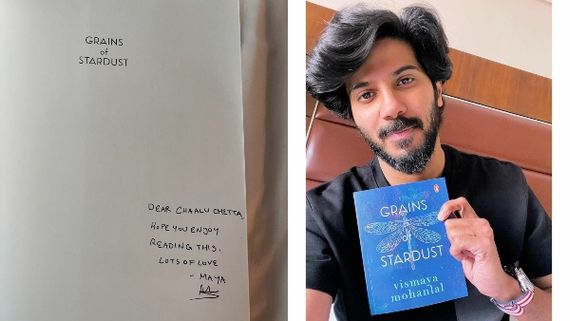 GRAINS
of
STARDUST
DEAR CHAALU CHETTA,
HOPE YOU ENJOY
READING THIS.
LOTS OF LOVE
- MAYA
GRAINS
of
STARDUST
vismaya
mohanlal